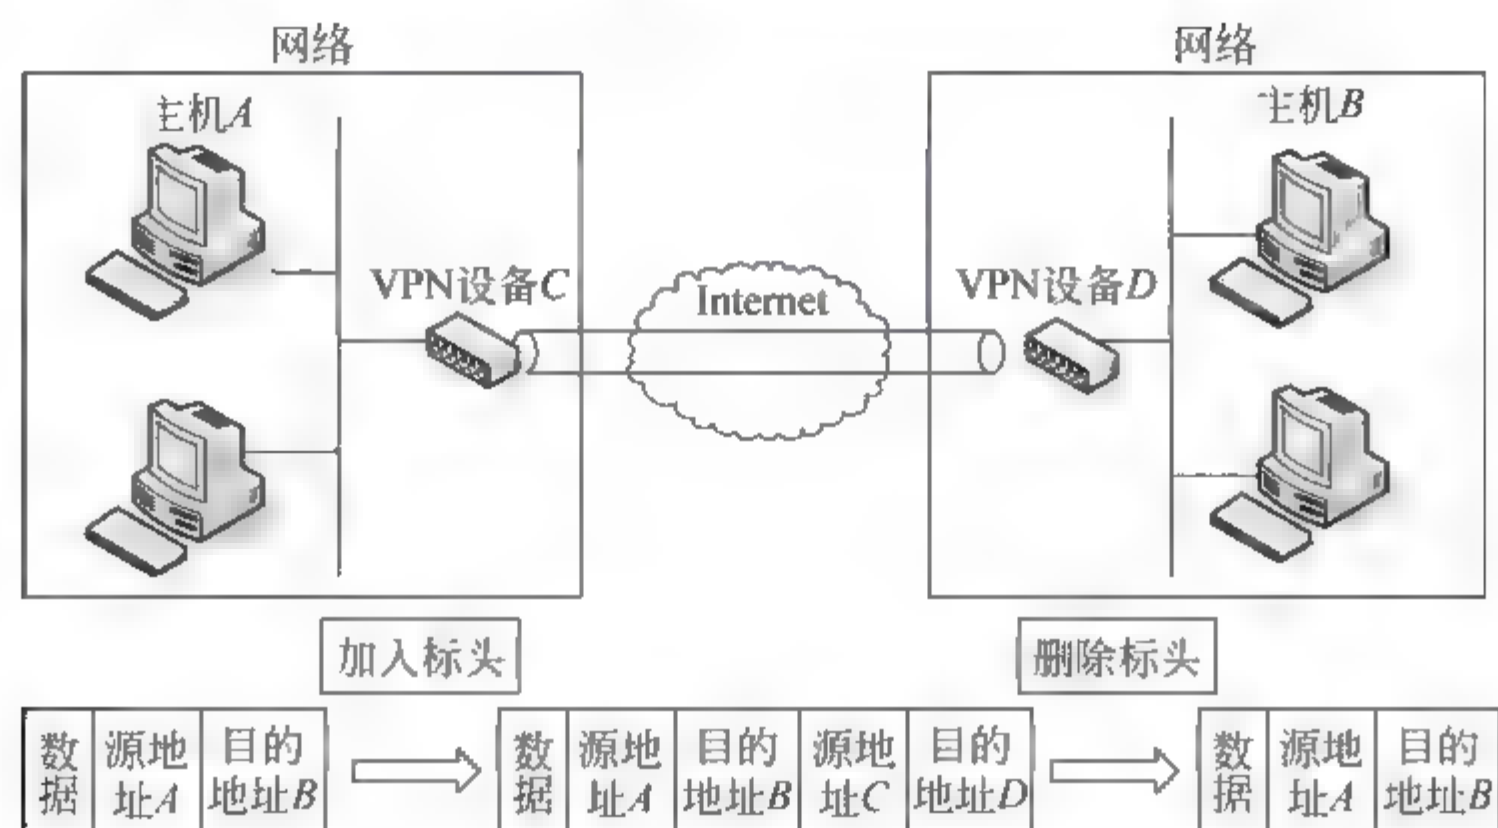 网络
网络
主机A
主机B
VPN设备C
Internet
VPN设备D
加入标头
删除标头
数据
源地址A
目的地址B
数据
源地址A
目的地址B
源地址C
目的地址D
数据
源地址A
目的地址B